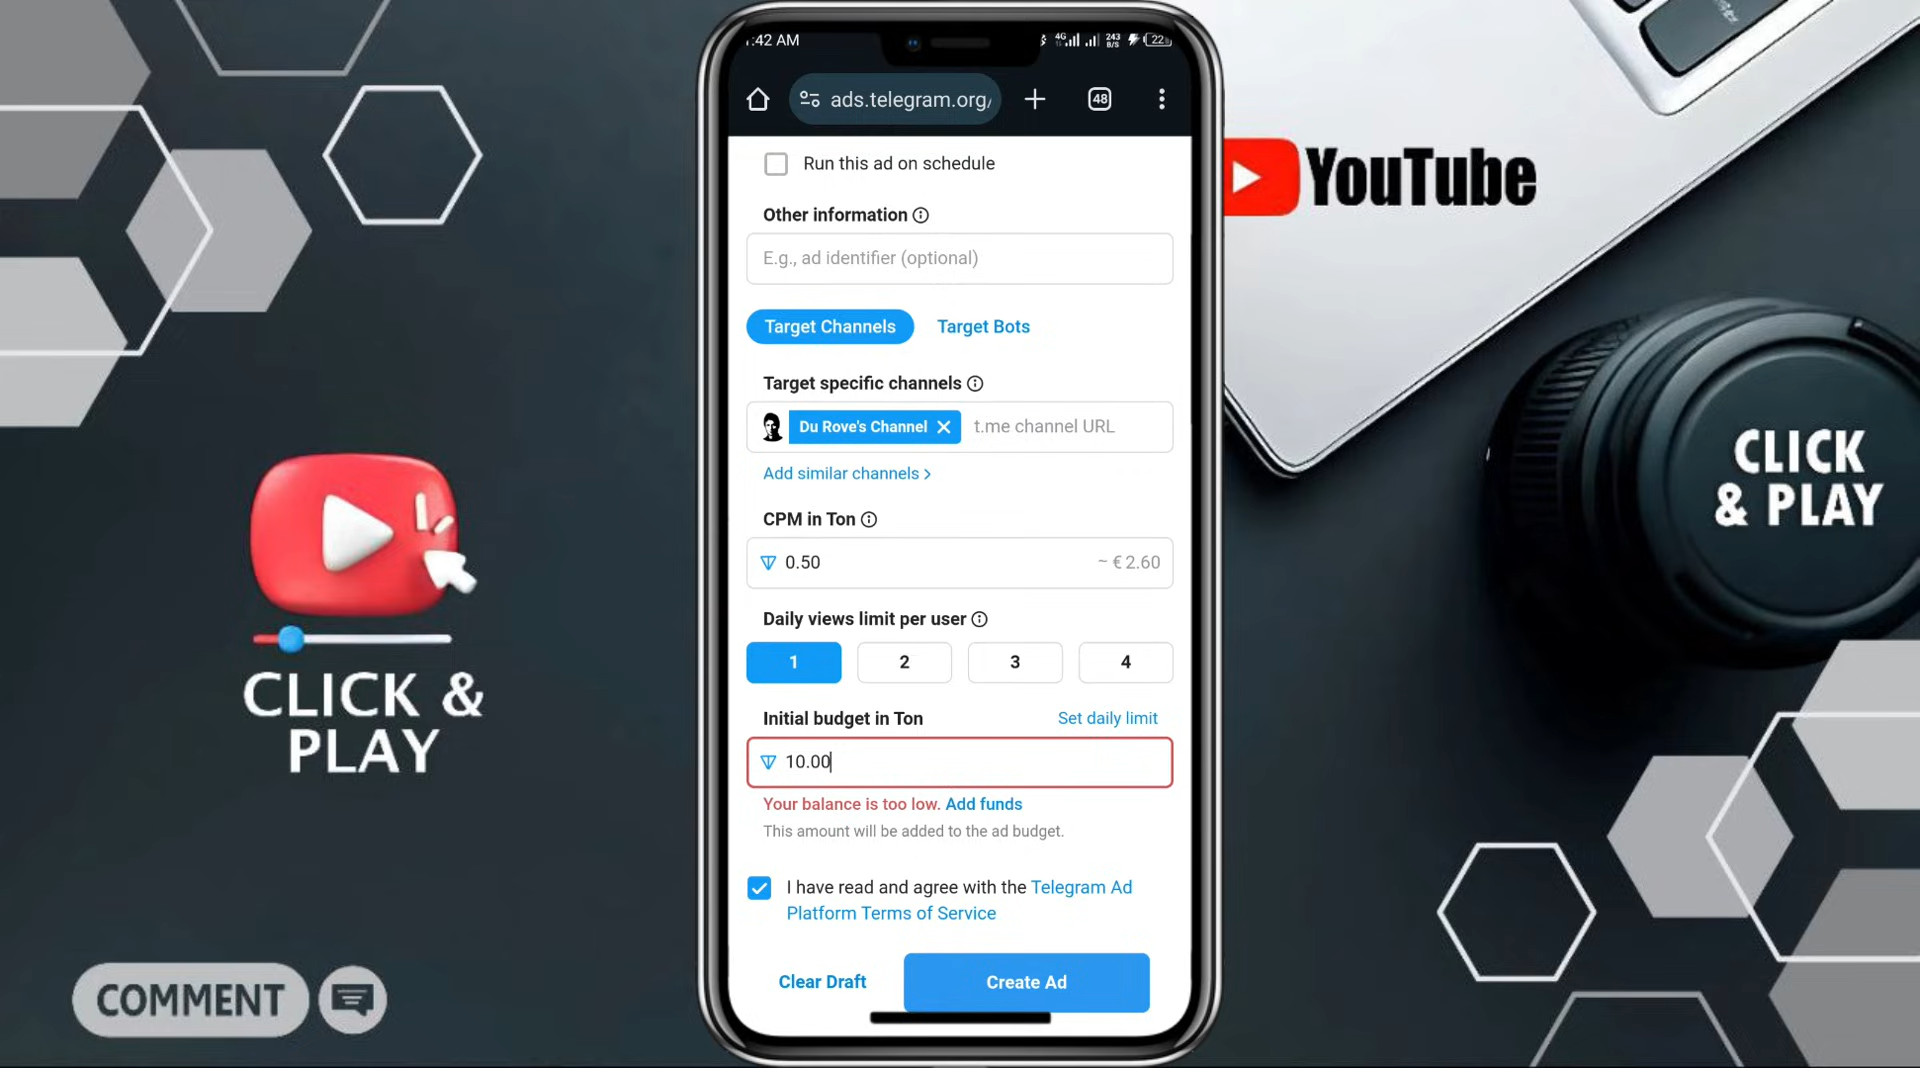 :42 AM
4G
243
B/S
22
ads.telegram.org/
48
Run this ad on schedule
Other information
E.g., ad identifier (optional)
Target Channels
Target Bots
Target specific channels
Du Rove's Channel
t.me channel URL
Add similar channels >
CPM in Ton
0.50
~ € 2.60
Daily views limit per user
1
2
3
4
Initial budget in Ton
Set daily limit
10.00
Your balance is too low. Add funds
This amount will be added to the ad budget.
I have read and agree with the Telegram Ad
Platform Terms of Service
Clear Draft
Create Ad
YouTube
CLICK
& PLAY
CLICK &
PLAY
COMMENT